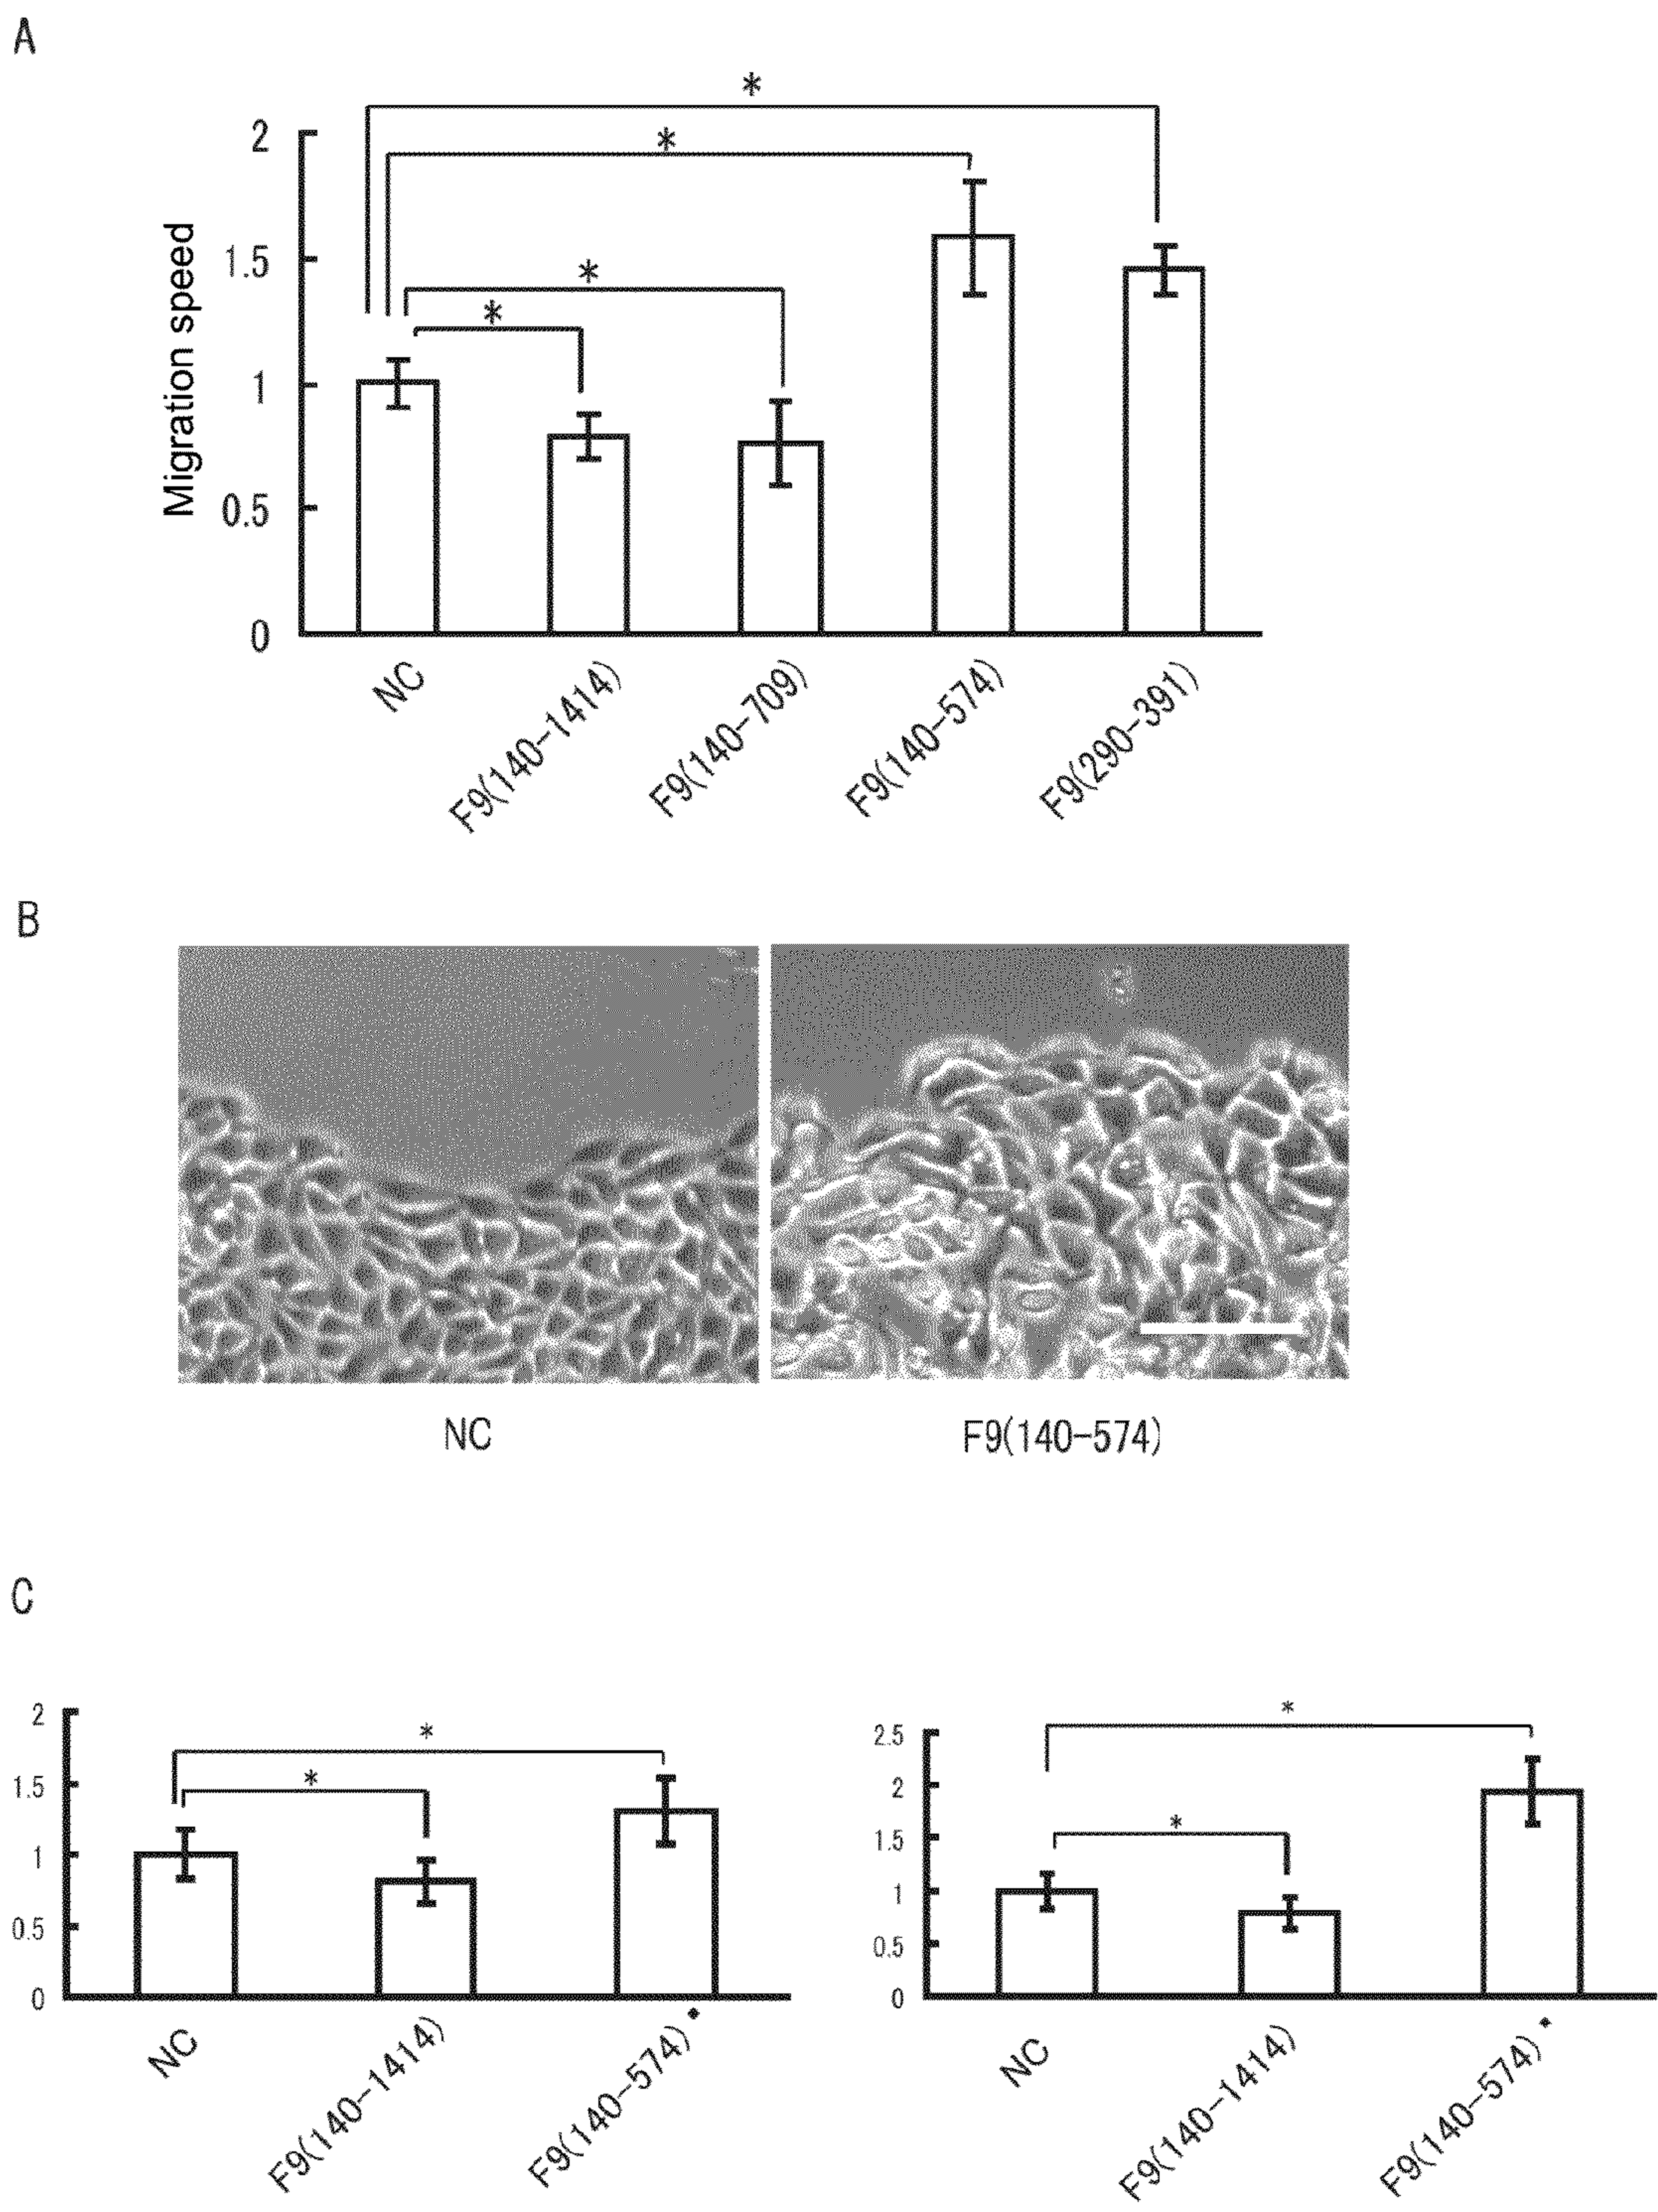 A
*
*
*
*
Migration speed
2
1.5
1
0.5
0
NC
F9(140-1414)
F9(140-709)
F9(140-574)
F9(290-391)
B
NC
F9(140-574)
C
*
*
2
1.5
1
0.5
0
NC
F9(140-1414)
F9(140-574)
*
*
2.5
2
1.5
1
0.5
0
NC
F9(140-1414)
F9(140-574)